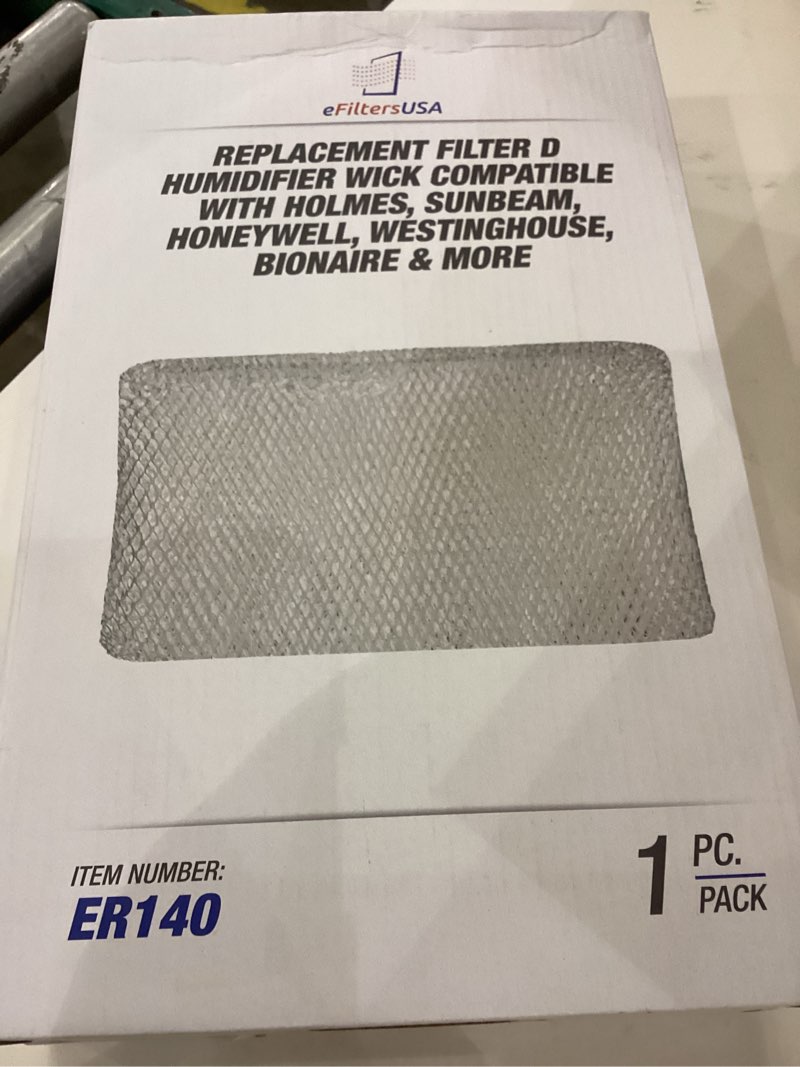 eFiltersUSA
REPLACEMENT FILTER D
HUMIDIFIER WICK COMPATIBLE
WITH HOLMES, SUNBEAM,
HONEYWELL, WESTINGHOUSE,
BIONAIRE & MORE
ITEM NUMBER:
ER140
1 PC.
PACK